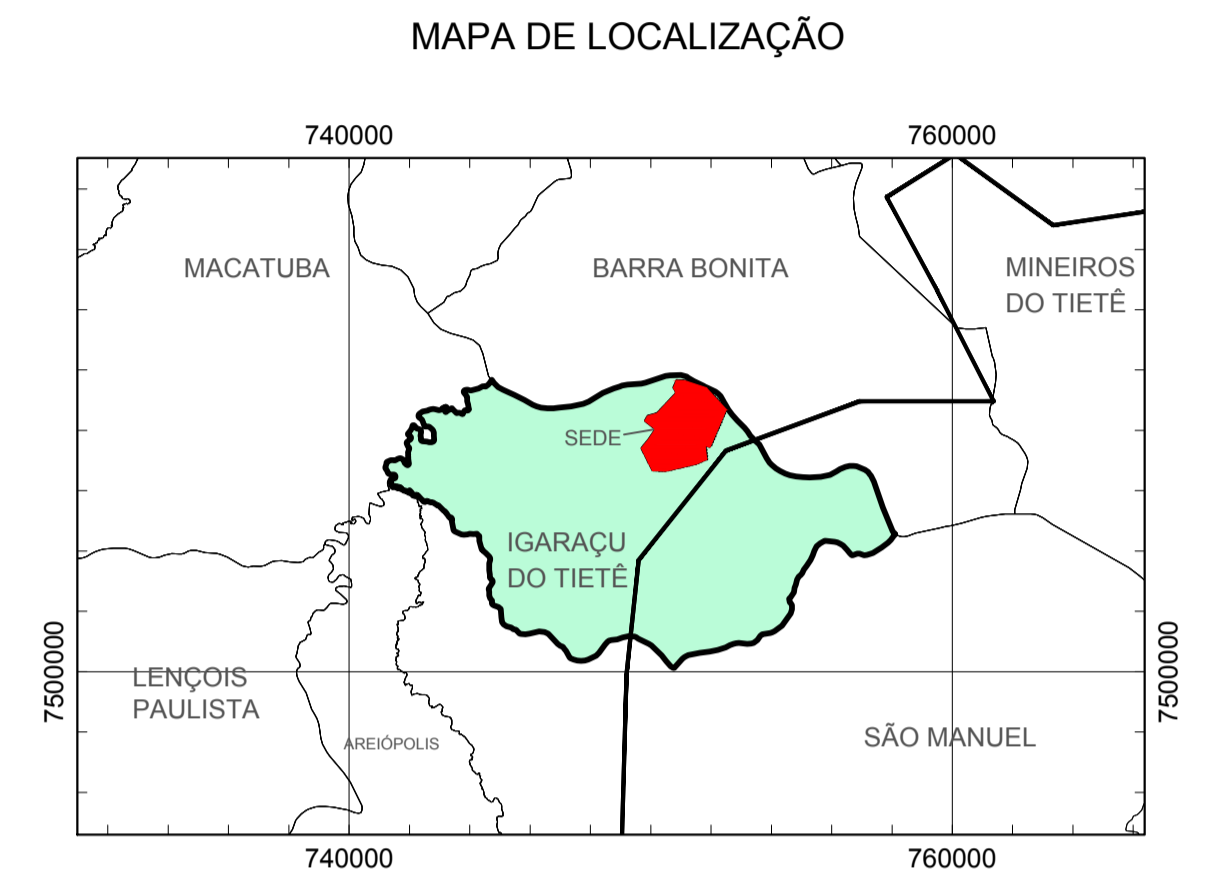 MAPA DE LOCALIZAÇÃO
740000
760000
MACATUBA
BARRA BONITA
MINEIROS
DO TIETÊ
SEDE
IGARAÇU
DO TIETÊ
7500000
7500000
LENÇOIS
PAULISTA
AREIÓPOLIS
SÃO MANUEL
740000
760000